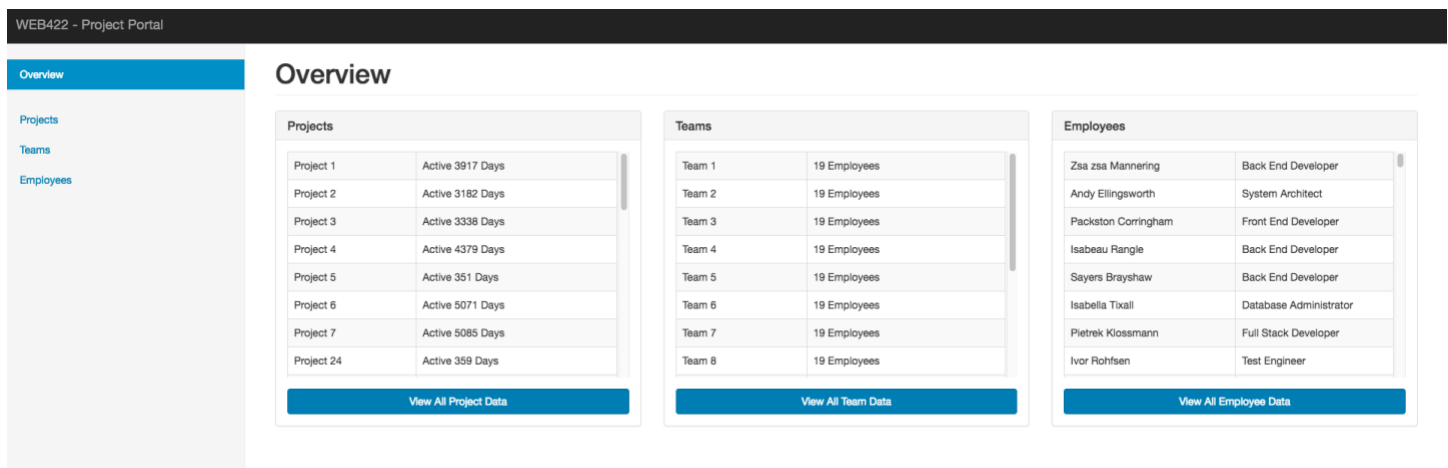 WEB422 - Project Portal
Overview
Projects
Teams
Employees
Overview
Projects
Project 1 Active 3917 Days
Project 2 Active 3182 Days
Project 3 Active 3338 Days
Project 4 Active 4379 Days
Project 5 Active 351 Days
Project 6 Active 5071 Days
Project 7 Active 5085 Days
Project 24 Active 359 Days
View All Project Data
Teams
Team 1 19 Employees
Team 2 19 Employees
Team 3 19 Employees
Team 4 19 Employees
Team 5 19 Employees
Team 6 19 Employees
Team 7 19 Employees
Team 8 19 Employees
View All Team Data
Employees
Zsa zsa Mannering Back End Developer
Andy Ellingsworth System Architect
Packston Corringham Front End Developer
Isabeau Rangle Back End Developer
Sayers Brayshaw Back End Developer
Isabella Tixall Database Administrator
Pietrek Klossmann Full Stack Developer
Ivor Rohfsen Test Engineer
View All Employee Data